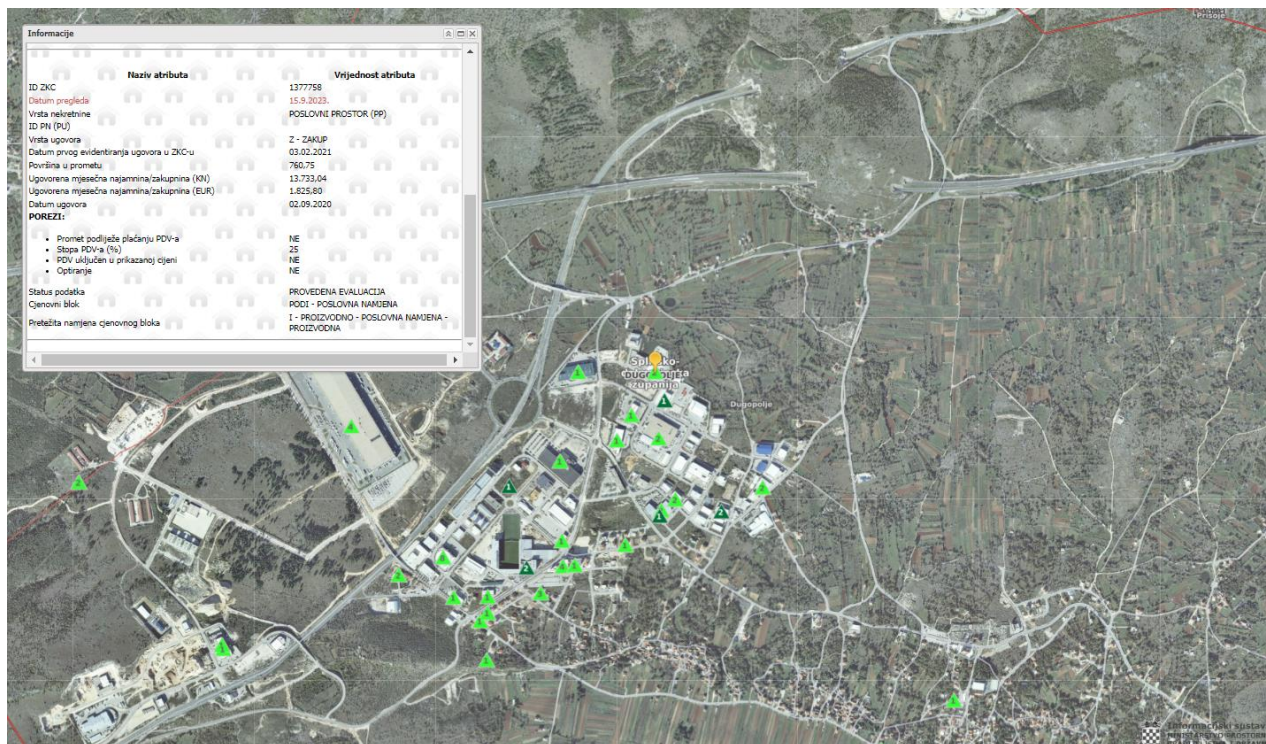 Prisoje
Informacije
Naziv atributa Vrijednost atributa
ID ZKC 1377758
Datum pregleda 15.9.2023.
Vrsta nekretnine POSLOVNI PROSTOR (PP)
ID PN (PU)
Vrsta ugovora Z - ZAKUP
Datum prvog evidentiranja ugovora u ZKC-u 03.02.2021
Površina u prometu 760,75
Ugovorena mjesečna najamnina/zakupnina (KN) 13.733,04
Ugovorena mjesečna najamnina/zakupnina (EUR) 1.825,80
Datum ugovora 02.09.2020
POREZI:
• Promet podliježe plaćanju PDV-a NE
• Stopa PDV-a (%) 25
• PDV uključen u prikazanoj cijeni NE
• Optiranje NE
Status podatka PROVEDENA EVALUACIJA
Cjenovni blok PODI - POSLOVNA NAMJENA
Pretežita namjena cjenovnog bloka I - PROIZVODNO - POSLOVNA NAMJENA -
PROIZVODNA
županija
Dugopolje
Informacijski sustav
MINISTARSTVO PROSTORN